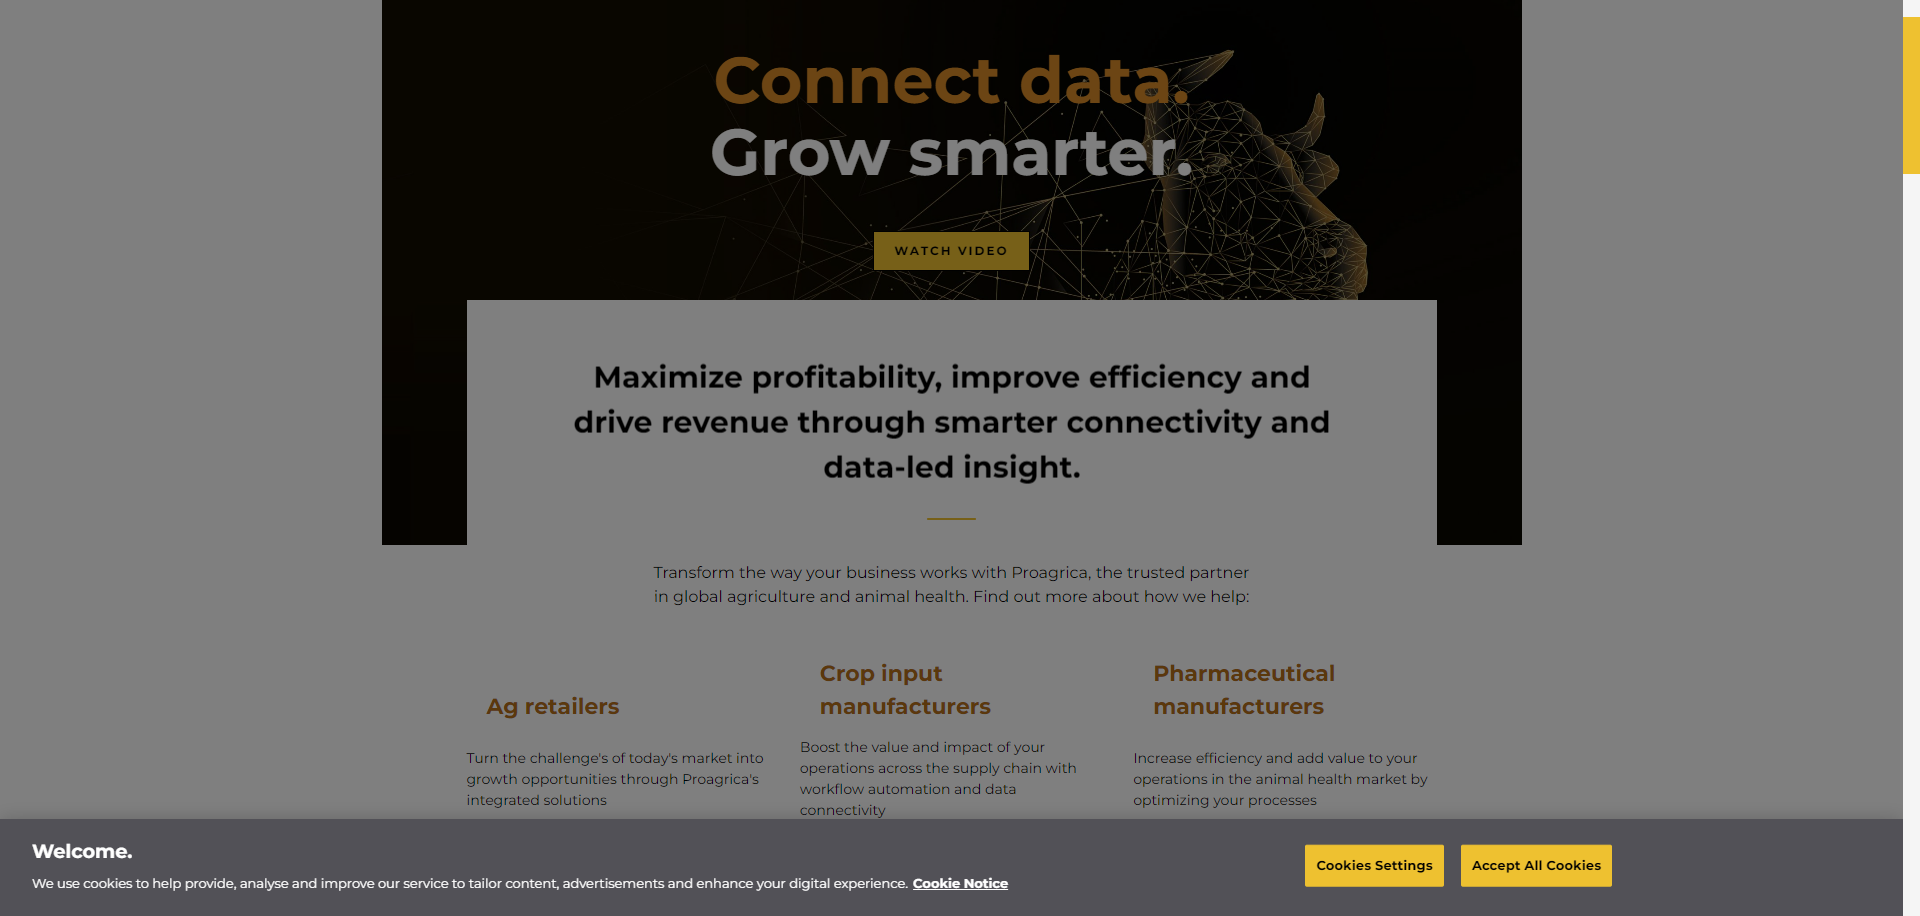 Connect data.
Grow smarter.
WATCH VIDEO
Maximize profitability, improve efficiency and
drive revenue through smarter connectivity and
data-led insight.
Transform the way your business works with Proagrica, the trusted partner
in global agriculture and animal health. Find out more about how we help:
Ag retailers
Turn the challenge's of today's market into
growth opportunities through Proagrica's
integrated solutions
Crop input
manufacturers
Boost the value and impact of your
operations across the supply chain with
workflow automation and data
connectivity
Pharmaceutical
manufacturers
Increase efficiency and add value to your
operations in the animal health market by
optimizing your processes
Welcome.
We use cookies to help provide, analyse and improve our service to tailor content, advertisements and enhance your digital experience. Cookie Notice
Cookies Settings
Accept All Cookies